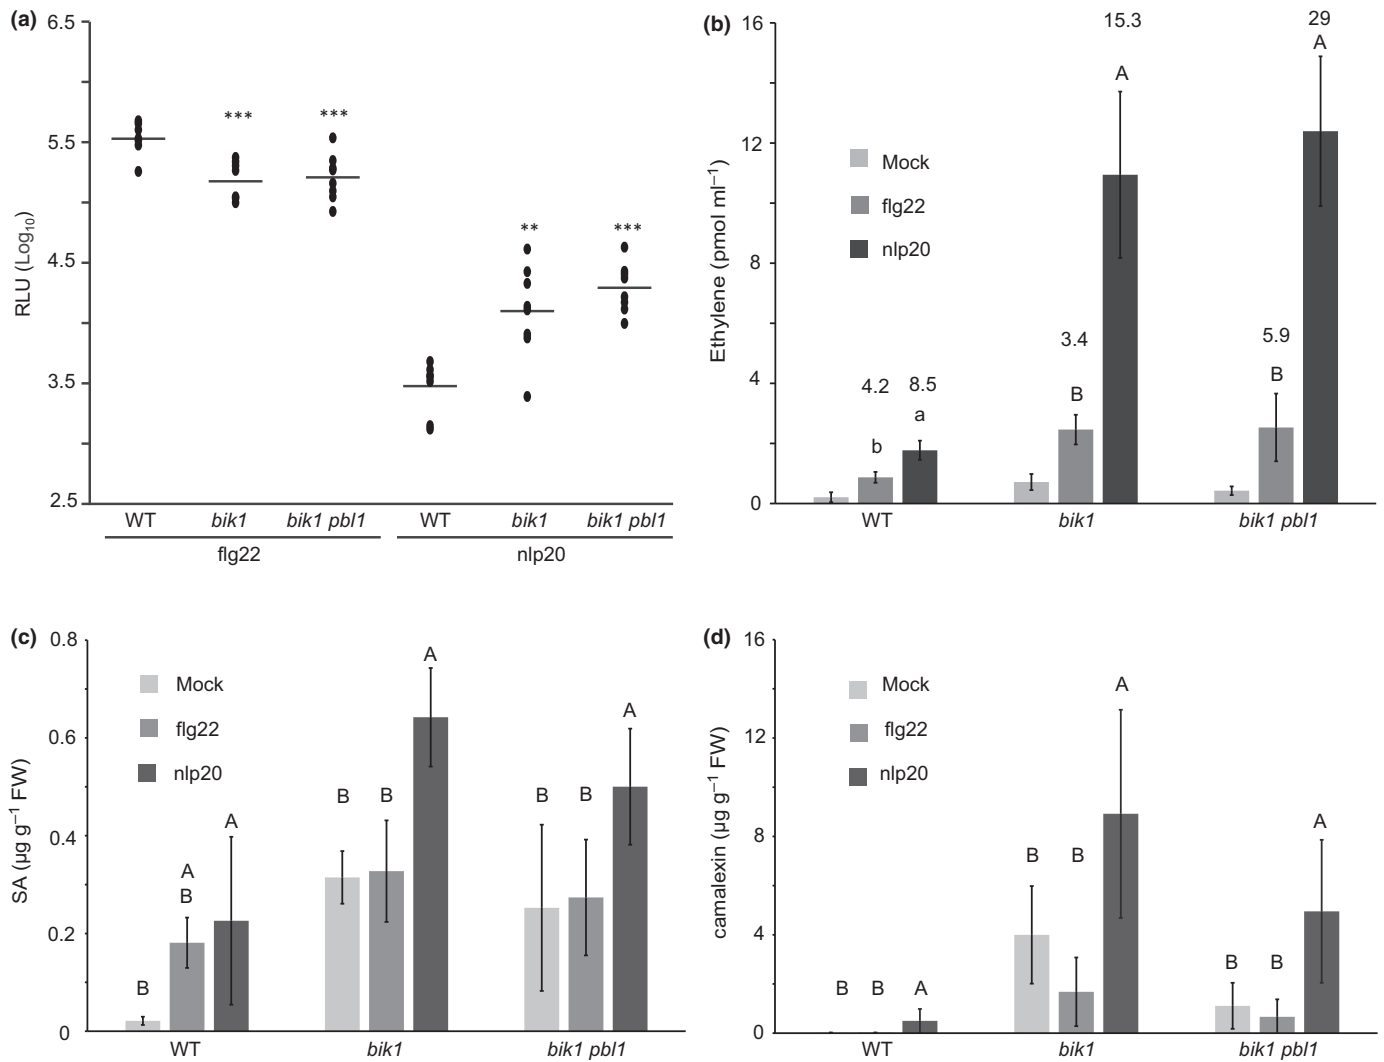 (a)
6.5
5.5
4.5
3.5
2.5
RLU (Log10)
*** ***
** ***
WT bik1 bik1 pbl1 WT bik1 bik1 pbl1
flg22 nlp20
(b)
16
12
8
4
0
Ethylene (pmol ml⁻¹)
Mock
flg22
nlp20
15.3 29
A A
3.4 5.9
4.2 8.5
B B
b a
WT bik1 bik1 pbl1
(c)
0.8
0.6
0.4
0.2
0
SA (µg g⁻¹ FW)
Mock
flg22
nlp20
B A B A
B B A
B B A
WT bik1 bik1 pbl1
(d)
16
12
8
4
0
camalexin (µg g⁻¹ FW)
Mock
flg22
nlp20
B B A
B B A
B B A
WT bik1 bik1 pbl1